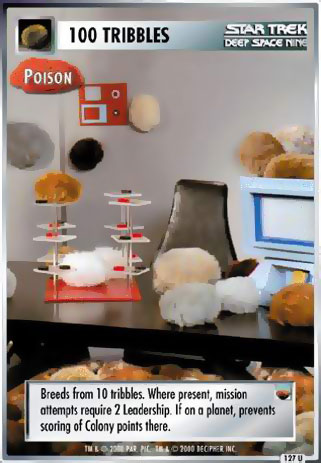 100 TRIBBLES
STAR TREK
DEEP SPACE NINE
POISON
Breeds from 10 tribbles. Where present, mission
attempts require 2 Leadership. If on a planet, prevents
scoring of Colony points there.
TM & © 2000 PAR. PIC. TM & © 2000 DECIPHER INC.
127 U